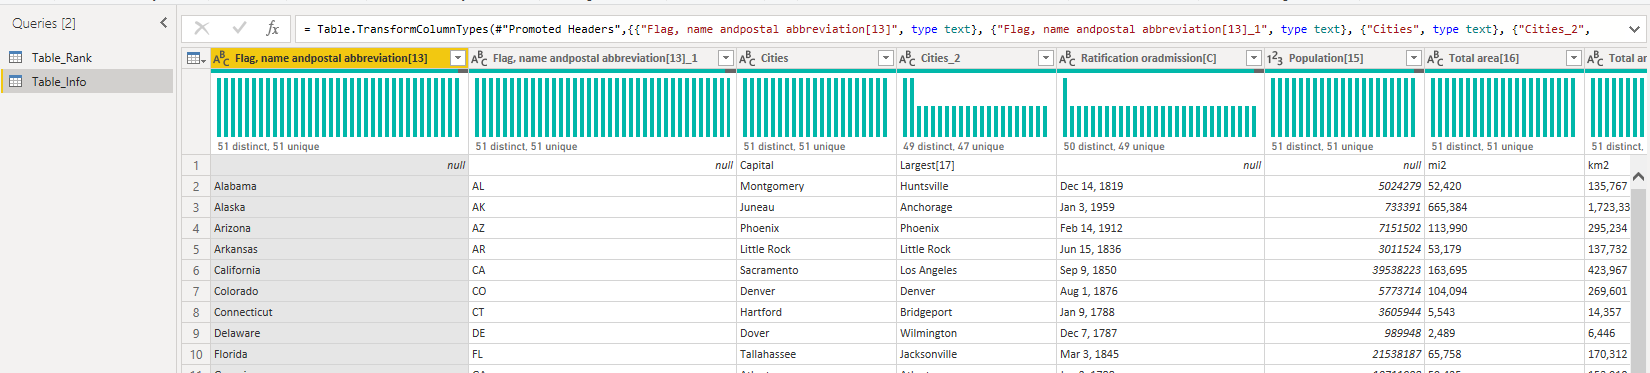 Queries [2]
Table_Rank
Table_Info
fx
= Table.TransformColumnTypes(#"Promoted Headers",{{"Flag, name andpostal abbreviation[13]", type text}, {"Flag, name andpostal abbreviation[13]_1", type text}, {"Cities", type text}, {"Cities_2",
ABC Flag, name andpostal abbreviation[13] ABC Flag, name andpostal abbreviation[13]_1 ABC Cities ABC Cities_2 ABC Ratification oradmission[C] 123 Population[15] ABC Total area[16] ABC Total ar
51 distinct, 51 unique 51 distinct, 51 unique 51 distinct, 51 unique 49 distinct, 47 unique 50 distinct, 49 unique 51 distinct, 51 unique 51 distinct, 51 unique 51 distinct,
1 null null Capital Largest[17] null null mi2 km2
2 Alabama AL Montgomery Huntsville Dec 14, 1819 5024279 52,420 135,767
3 Alaska AK Juneau Anchorage Jan 3, 1959 733391 665,384 1,723,33
4 Arizona AZ Phoenix Phoenix Feb 14, 1912 7151502 113,990 295,234
5 Arkansas AR Little Rock Little Rock Jun 15, 1836 3011524 53,179 137,732
6 California CA Sacramento Los Angeles Sep 9, 1850 39538223 163,695 423,967
7 Colorado CO Denver Denver Aug 1, 1876 5773714 104,094 269,601
8 Connecticut CT Hartford Bridgeport Jan 9, 1788 3605944 5,543 14,357
9 Delaware DE Dover Wilmington Dec 7, 1787 989948 2,489 6,446
10 Florida FL Tallahassee Jacksonville Mar 3, 1845 21538187 65,758 170,312